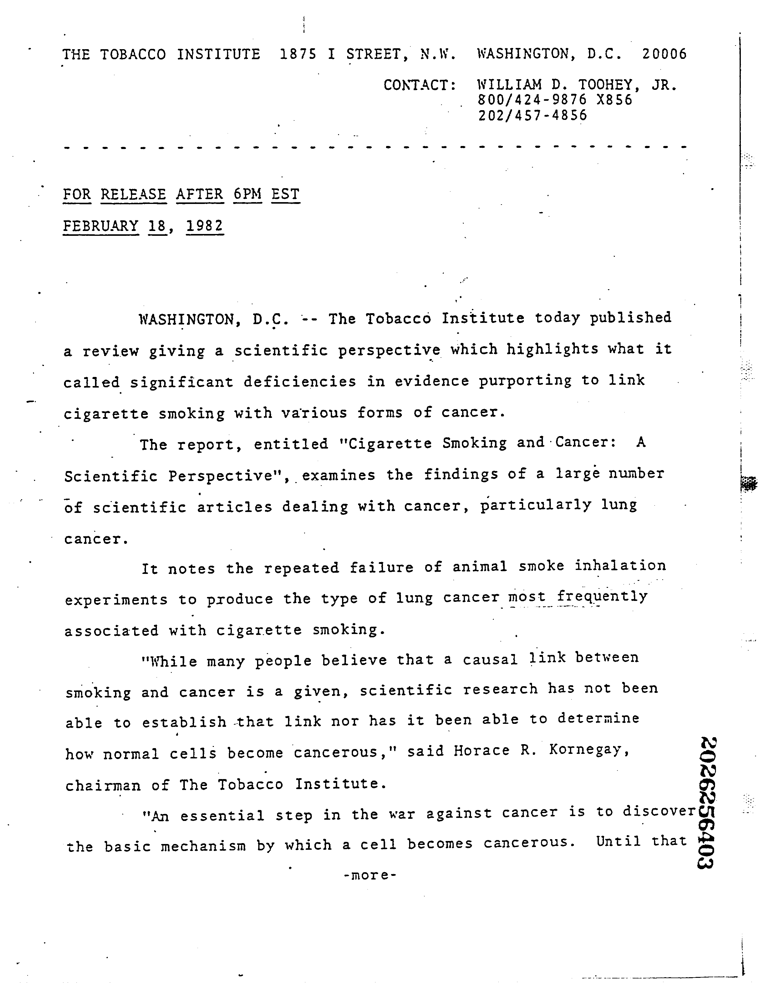 THE TOBACCO INSTITUTE 1875 I STREET, N.W. WASHINGTON, D.C. 20006
CONTACT: WILLIAM D. TOOHEY, JR.
800/424-9876 X856
202/457-4856
- - - - - - - - - - - - - - - - - - - - - - - - - - - - - - - - - -
FOR RELEASE AFTER 6PM EST
FEBRUARY 18, 1982
WASHINGTON, D.C. -- The Tobacco Institute today published
a review giving a scientific perspective which highlights what it
called significant deficiencies in evidence purporting to link
cigarette smoking with various forms of cancer.
The report, entitled "Cigarette Smoking and Cancer: A
Scientific Perspective", examines the findings of a large number
of scientific articles dealing with cancer, particularly lung
cancer.
It notes the repeated failure of animal smoke inhalation
experiments to produce the type of lung cancer most frequently
associated with cigarette smoking.
"While many people believe that a causal link between
smoking and cancer is a given, scientific research has not been
able to establish that link nor has it been able to determine
how normal cells become cancerous," said Horace R. Kornegay,
chairman of The Tobacco Institute.
"An essential step in the war against cancer is to discover
the basic mechanism by which a cell becomes cancerous. Until that
-more-
2026256403